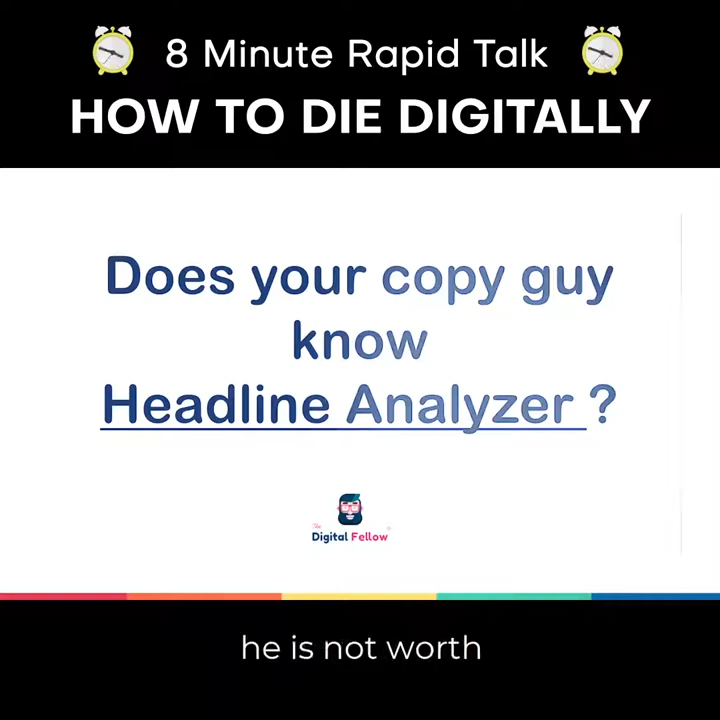 8 Minute Rapid Talk
HOW TO DIE DIGITALLY
Does your copy guy
know
Headline Analyzer ?
The
Digital Fellow
he is not worth